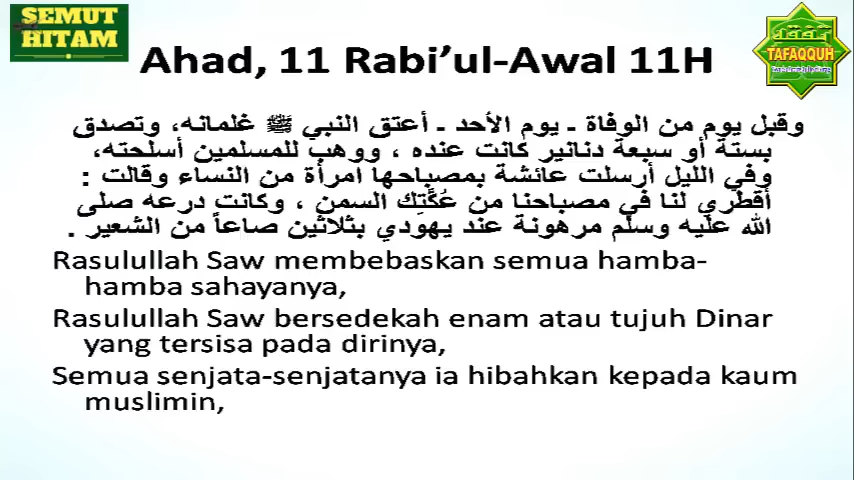 SEMUT
HITAM
TAFAQQUH
Ahad, 11 Rabi’ul-Awal 11H
وقبل يوم من الوفاة ـ يوم الأحد ـ أعتق النبي ﷺ غلمانه، وتصدق
بستة أو سبعة دنانير كانت عنده ، ووهب للمسلمين أسلحته،
وفي الليل أرسلت عائشة بمصباحها امرأة من النساء وقالت :
أقطري لنا في مصباحنا من عُكَّتِك السمن ، وكانت درعه صلى
الله عليه وسلم مرهونة عند يهودي بثلاثين صاعاً من الشعير .
Rasulullah Saw membebaskan semua hamba-
hamba sahayanya,
Rasulullah Saw bersedekah enam atau tujuh Dinar
yang tersisa pada dirinya,
Semua senjata-senjatanya ia hibahkan kepada kaum
muslimin,